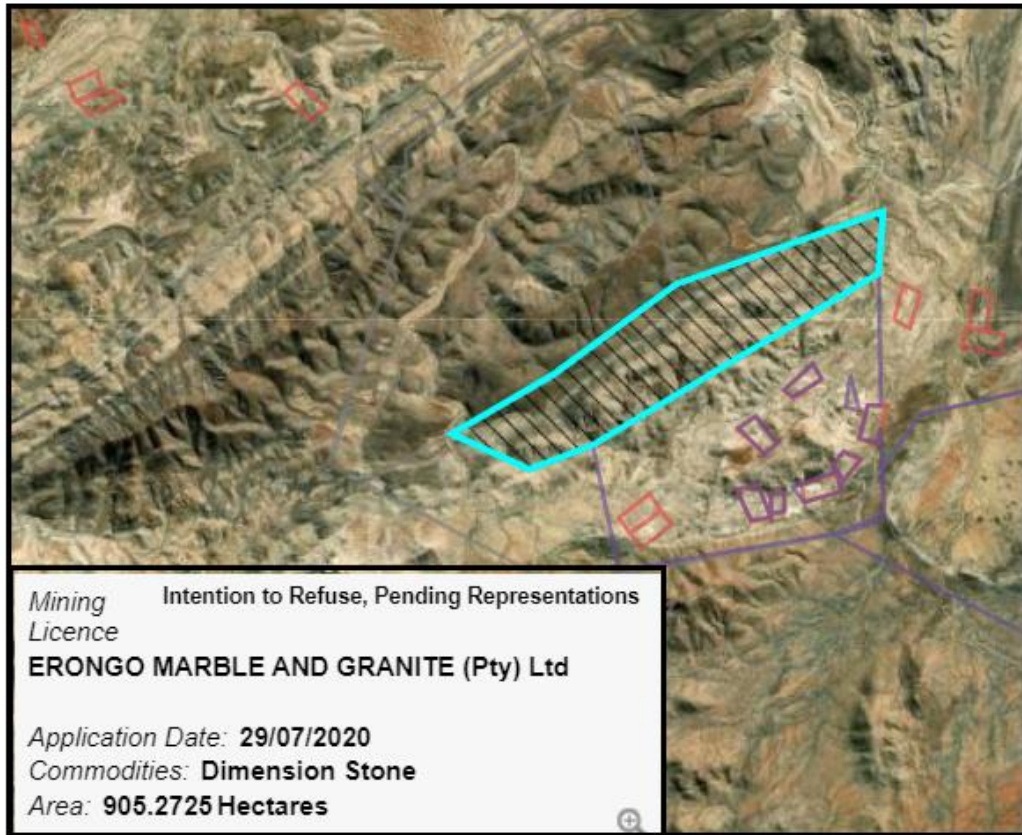 Mining Licence Intention to Refuse, Pending Representations
ERONGO MARBLE AND GRANITE (Pty) Ltd
Application Date: 29/07/2020
Commodities: Dimension Stone
Area: 905.2725 Hectares